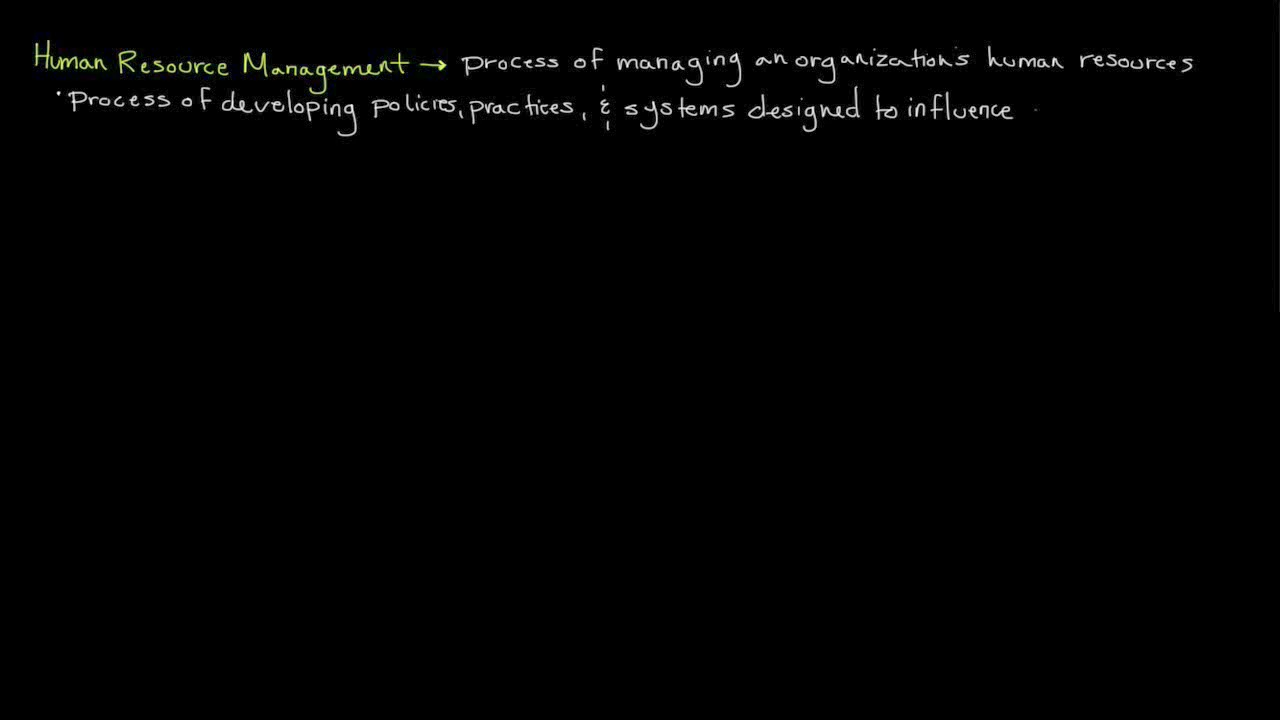 Human Resource Management → process of managing an organization's human resources
· Process of developing policies, practices, & systems designed to influence